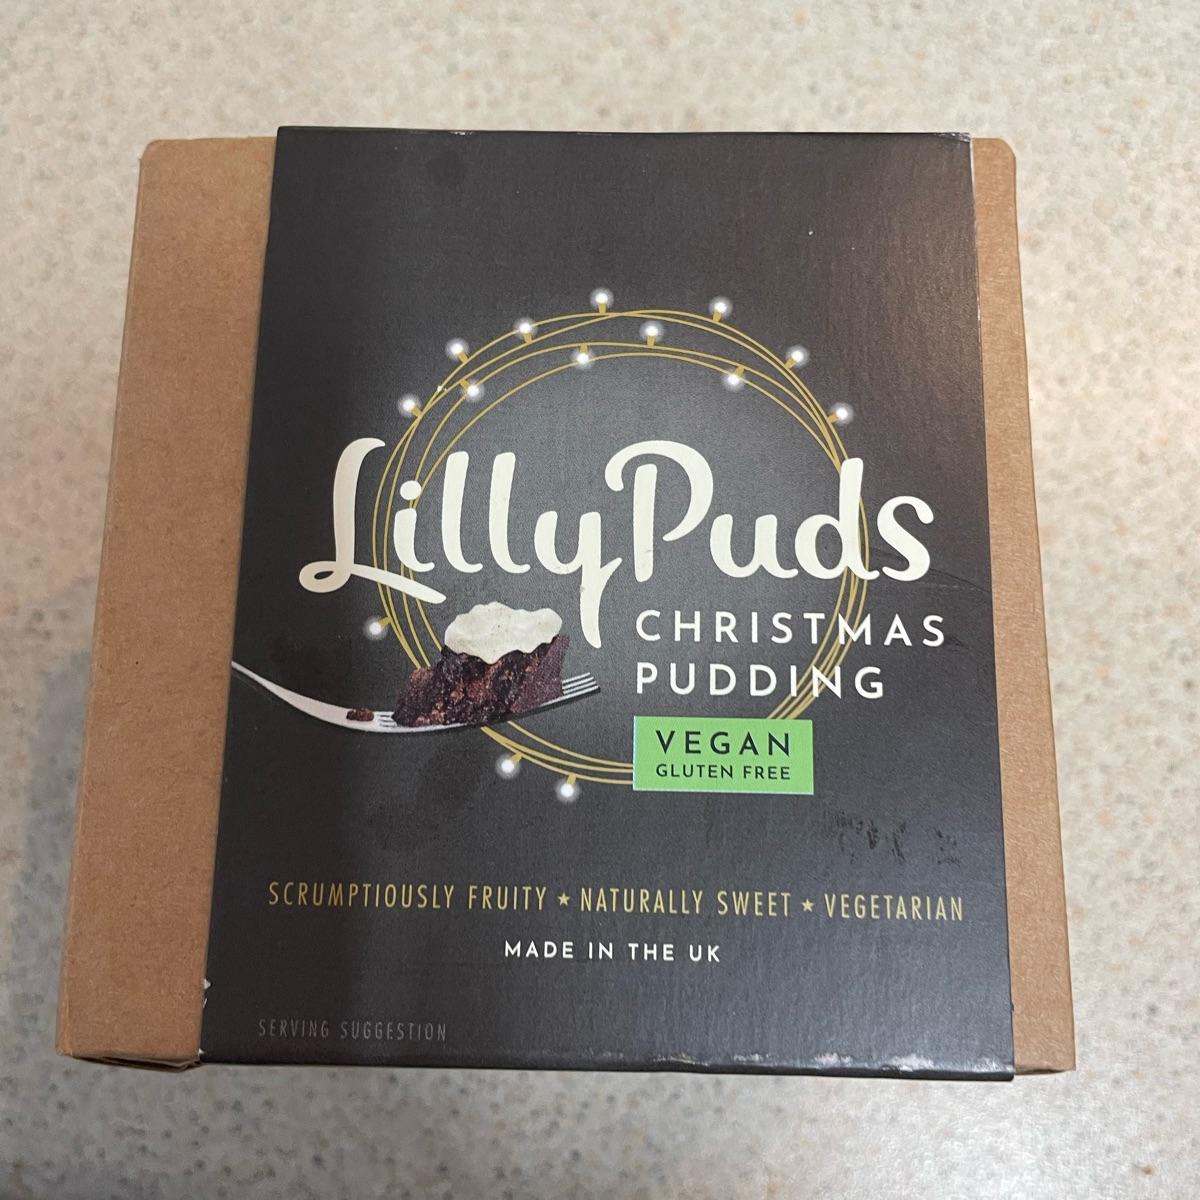 LillyPuds
CHRISTMAS
PUDDING
VEGAN
GLUTEN FREE
SCRUMPTIOUSLY FRUITY ★ NATURALLY SWEET ★ VEGETARIAN
MADE IN THE UK
SERVING SUGGESTION